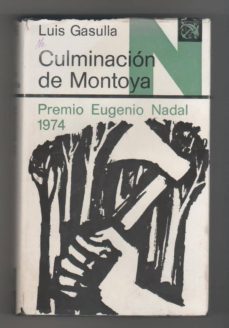 Luis Gasulla
Culminación
de Montoya
Premio Eugenio Nadal
1974
N